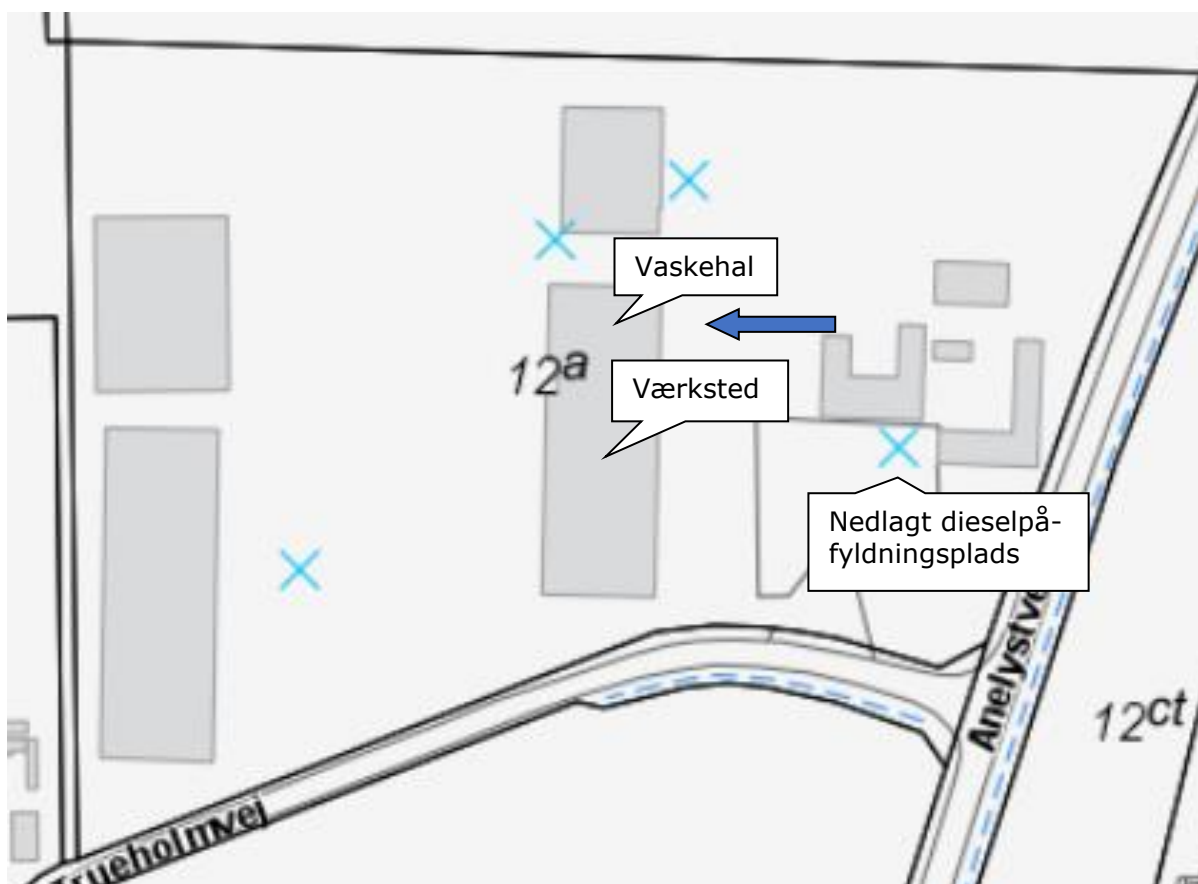 Vaskehal
12a
Værksted
Nedlagt dieselpå-
fyldningsplads
Anelystvej
12ct
Trueholmvej